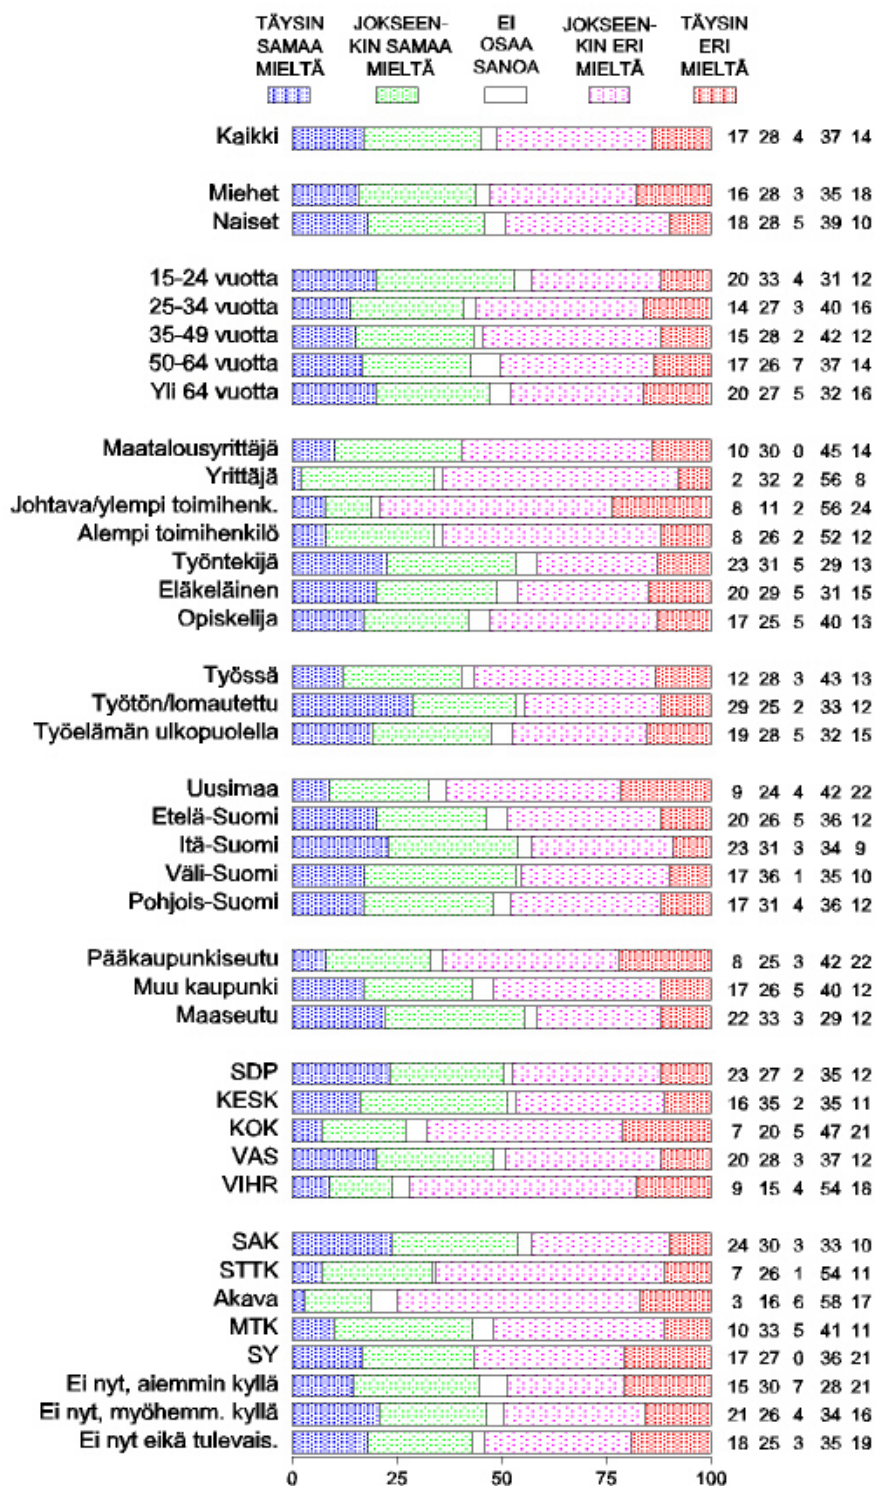 TÄYSIN JOKSEEN- EI JOKSEEN- TÄYSIN
SAMAA KIN SAMAA OSAA KIN ERI ERI
MIELTÄ MIELTÄ SANOA MIELTÄ MIELTÄ
Kaikki 17 28 4 37 14
Miehet 16 28 3 35 18
Naiset 18 28 5 39 10
15-24 vuotta 20 33 4 31 12
25-34 vuotta 14 27 3 40 16
35-49 vuotta 15 28 2 42 12
50-64 vuotta 17 26 7 37 14
Yli 64 vuotta 20 27 5 32 16
Maatalousyrittäjä 10 30 0 45 14
Yrittäjä 2 32 2 56 8
Johtava/ylempi toimihenk. 8 11 2 56 24
Alempi toimihenkilö 8 26 2 52 12
Työntekijä 23 31 5 29 13
Eläkeläinen 20 29 5 31 15
Opiskelija 17 25 5 40 13
Työssä 12 28 3 43 13
Työtön/lomautettu 29 25 2 33 12
Työelämän ulkopuolella 19 28 5 32 15
Uusimaa 9 24 4 42 22
Etelä-Suomi 20 26 5 36 12
Itä-Suomi 23 31 3 34 9
Väli-Suomi 17 36 1 35 10
Pohjois-Suomi 17 31 4 36 12
Pääkaupunkiseutu 8 25 3 42 22
Muu kaupunki 17 26 5 40 12
Maaseutu 22 33 3 29 12
SDP 23 27 2 35 12
KESK 16 35 2 35 11
KOK 7 20 5 47 21
VAS 20 28 3 37 12
VIHR 9 15 4 54 18
SAK 24 30 3 33 10
STTK 7 26 1 54 11
Akava 3 16 6 58 17
MTK 10 33 5 41 11
SY 17 27 0 36 21
Ei nyt, aiemmin kyllä 15 30 7 28 21
Ei nyt, myöhemm. kyllä 21 26 4 34 16
Ei nyt eikä tulevais. 18 25 3 35 19
0 25 50 75 100